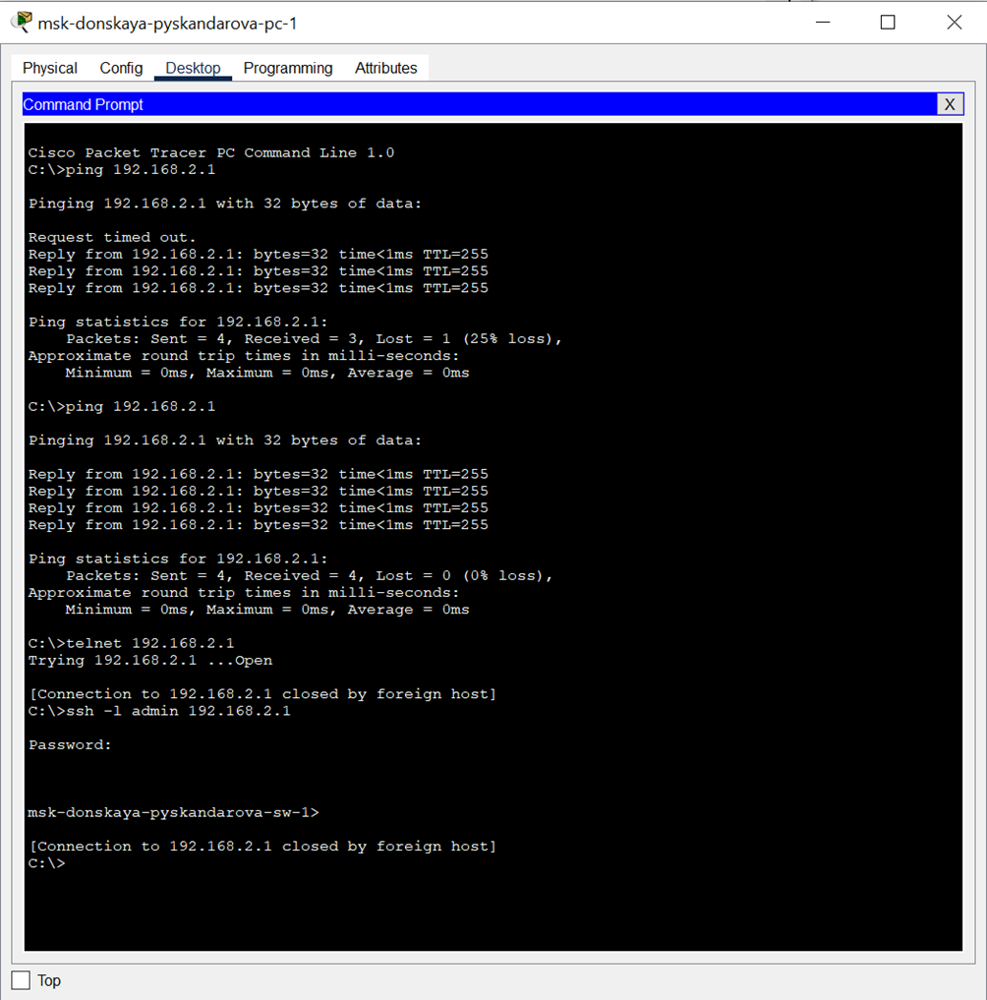 msk-donskaya-pyskandarova-pc-1
Physical Config Desktop Programming Attributes
Command Prompt X
Cisco Packet Tracer PC Command Line 1.0
C:\>ping 192.168.2.1
Pinging 192.168.2.1 with 32 bytes of data:
Request timed out.
Reply from 192.168.2.1: bytes=32 time<1ms TTL=255
Reply from 192.168.2.1: bytes=32 time<1ms TTL=255
Reply from 192.168.2.1: bytes=32 time<1ms TTL=255
Ping statistics for 192.168.2.1:
    Packets: Sent = 4, Received = 3, Lost = 1 (25% loss),
Approximate round trip times in milli-seconds:
    Minimum = 0ms, Maximum = 0ms, Average = 0ms
C:\>ping 192.168.2.1
Pinging 192.168.2.1 with 32 bytes of data:
Reply from 192.168.2.1: bytes=32 time<1ms TTL=255
Reply from 192.168.2.1: bytes=32 time<1ms TTL=255
Reply from 192.168.2.1: bytes=32 time<1ms TTL=255
Reply from 192.168.2.1: bytes=32 time<1ms TTL=255
Ping statistics for 192.168.2.1:
    Packets: Sent = 4, Received = 4, Lost = 0 (0% loss),
Approximate round trip times in milli-seconds:
    Minimum = 0ms, Maximum = 0ms, Average = 0ms
C:\>telnet 192.168.2.1
Trying 192.168.2.1 ...Open
[Connection to 192.168.2.1 closed by foreign host]
C:\>ssh -l admin 192.168.2.1
Password:
msk-donskaya-pyskandarova-sw-1>
[Connection to 192.168.2.1 closed by foreign host]
C:\>
Top